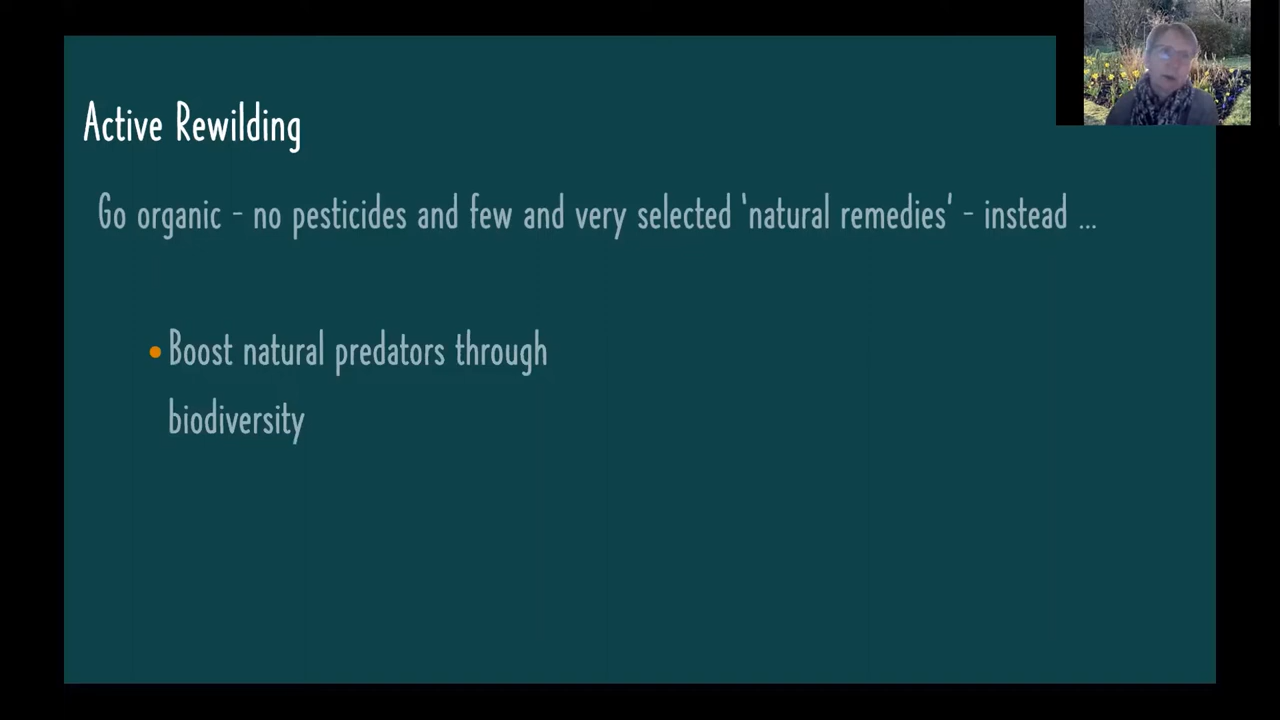 Active Rewilding
Go organic - no pesticides and few and very selected 'natural remedies' - instead ...
•Boost natural predators through
biodiversity